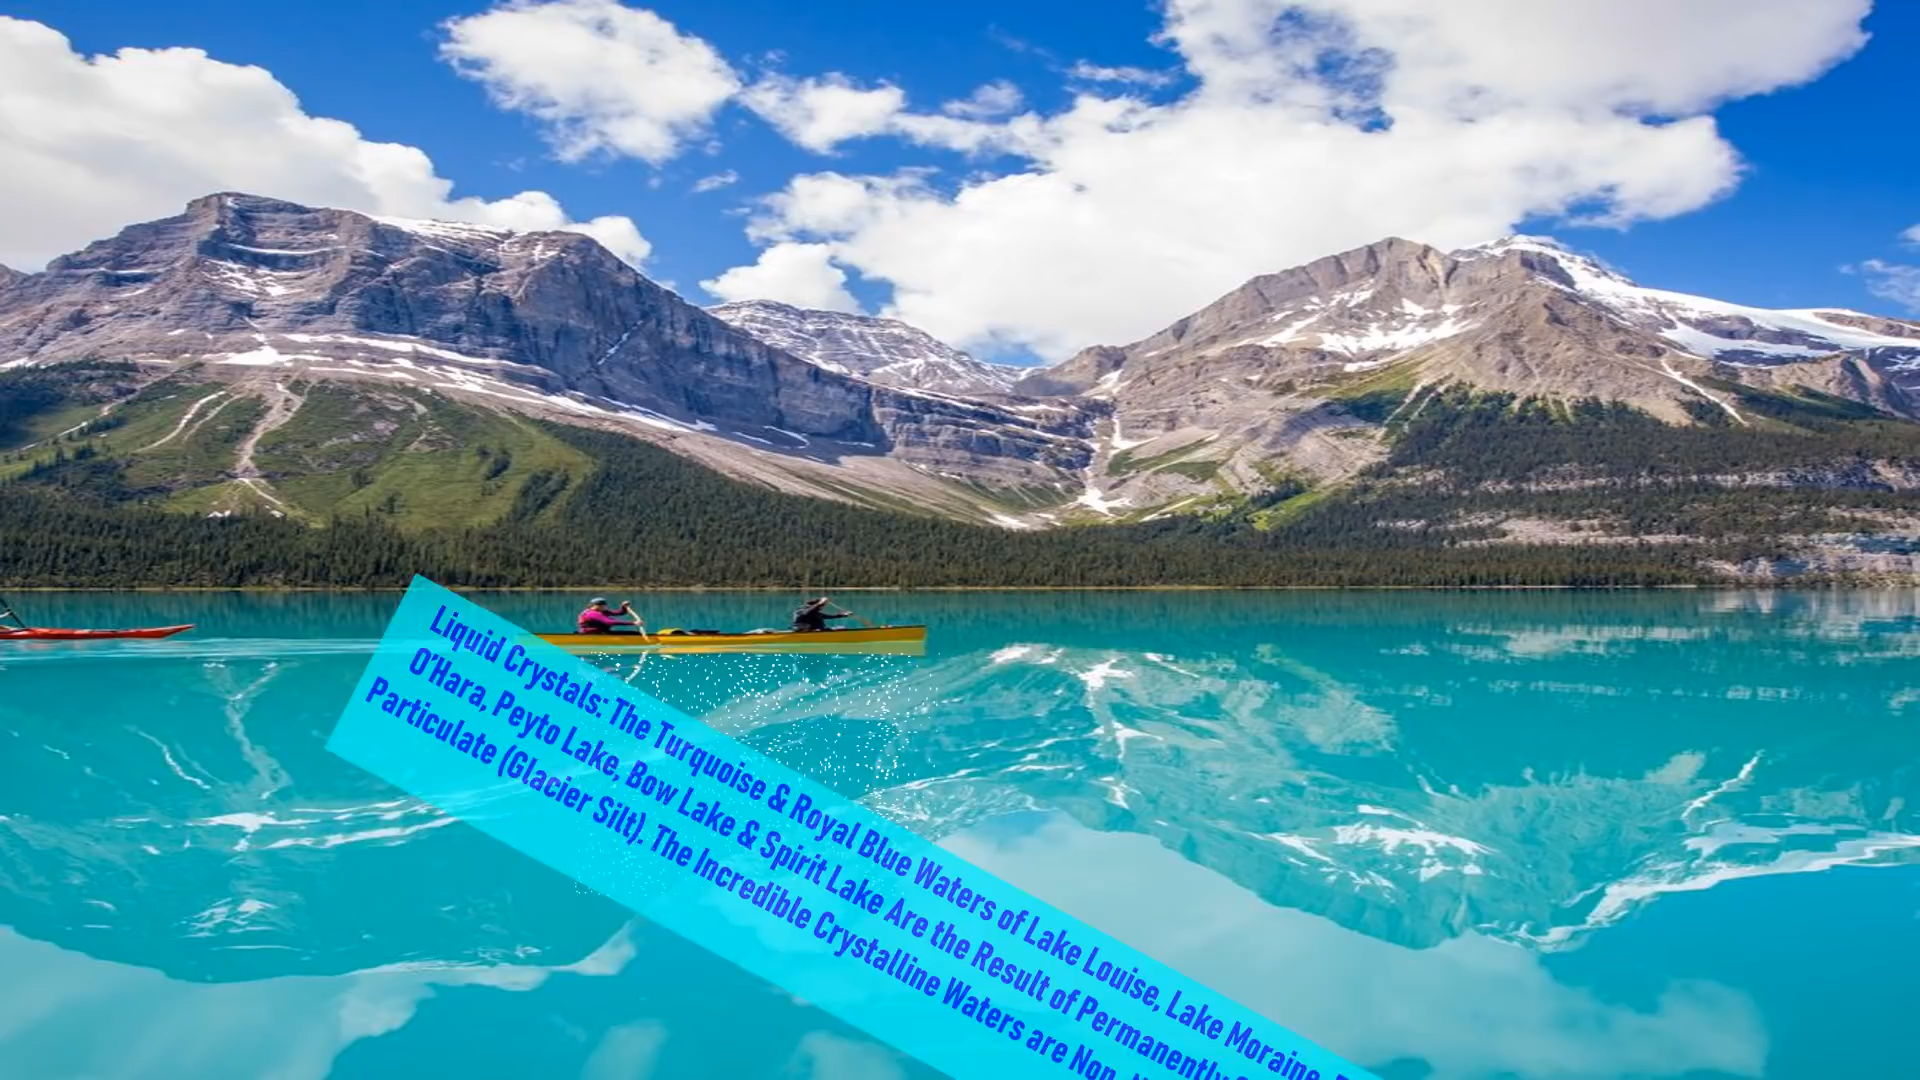 Liquid Crystals: The Turquoise & Royal Blue Waters of Lake Louise, Lake Moraine,
O'Hara, Peyto Lake, Bow Lake & Spirit Lake Are the Result of Permanently
Particulate (Glacier Silt). The Incredible Crystalline Waters are Non